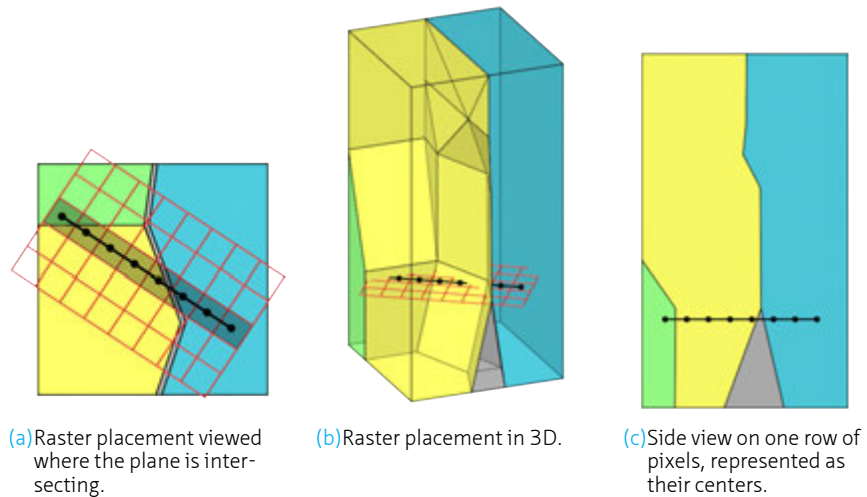 (a) Raster placement viewed
where the plane is inter-
secting.
(b) Raster placement in 3D.
(c) Side view on one row of
pixels, represented as
their centers.